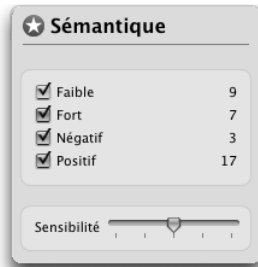 Sémantique
Faible 9
Fort 7
Négatif 3
Positif 17
Sensibilité